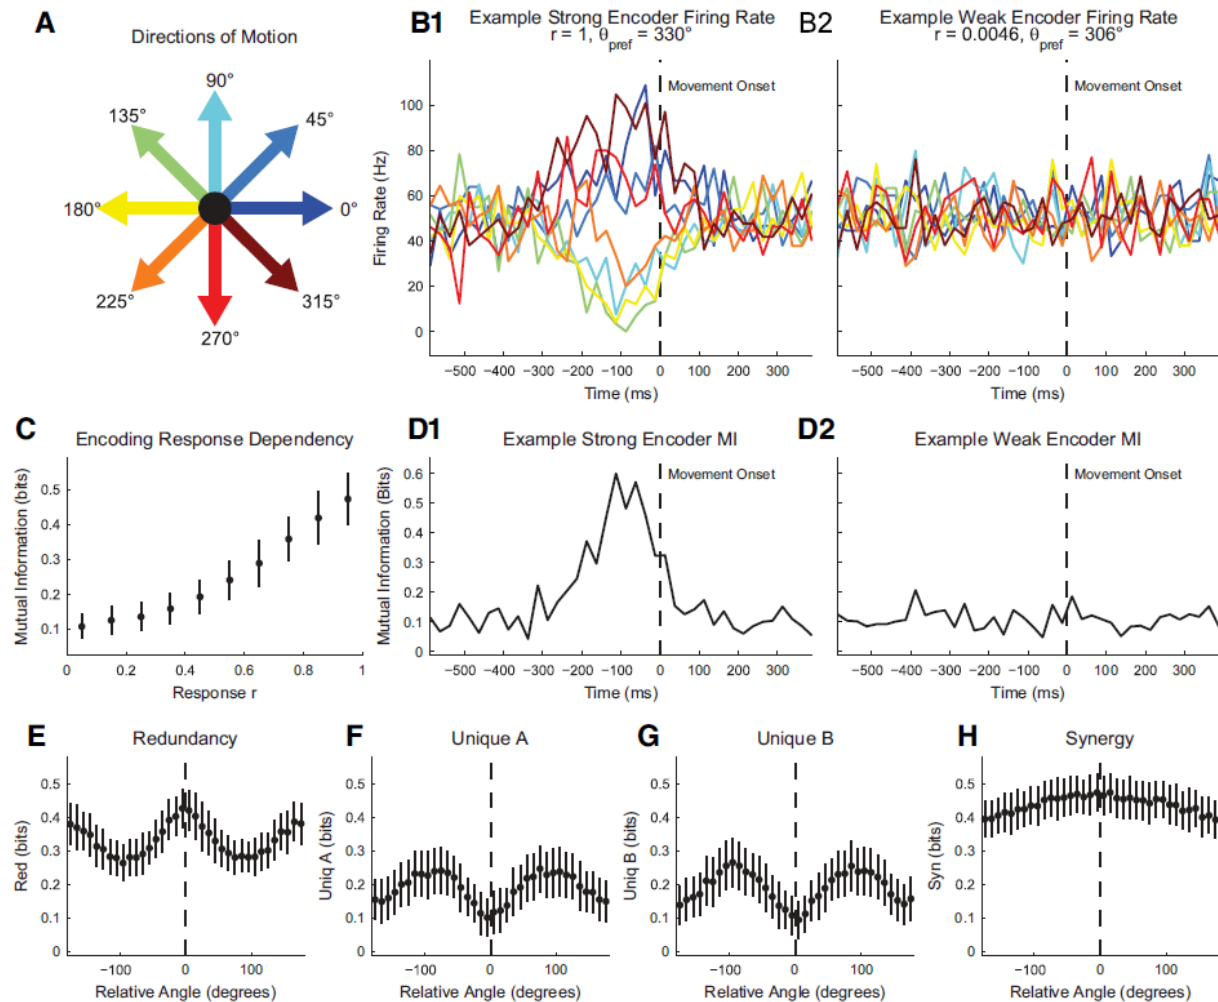 A
Directions of Motion
90°
135°
45°
180°
0°
225°
315°
270°
B1
Example Strong Encoder Firing Rate
r = 1, θpref = 330°
Movement Onset
Firing Rate (Hz)
100
80
60
40
20
0
−500 −400 −300 −200 −100 0 100 200 300
Time (ms)
B2
Example Weak Encoder Firing Rate
r = 0.0046, θpref = 306°
Movement Onset
−500 −400 −300 −200 −100 0 100 200 300
Time (ms)
C
Encoding Response Dependency
Mutual Information (bits)
0.5
0.4
0.3
0.2
0.1
0 0.2 0.4 0.6 0.8 1
Response r
D1
Example Strong Encoder MI
Movement Onset
Mutual Information (Bits)
0.6
0.5
0.4
0.3
0.2
0.1
0
−500 −400 −300 −200 −100 0 100 200 300
Time (ms)
D2
Example Weak Encoder MI
Movement Onset
−500 −400 −300 −200 −100 0 100 200 300
Time (ms)
E
Redundancy
Red (bits)
0.5
0.4
0.3
0.2
0.1
0
−100 0 100
Relative Angle (degrees)
F
Unique A
Uniq A (bits)
0.5
0.4
0.3
0.2
0.1
0
−100 0 100
Relative Angle (degrees)
G
Unique B
Uniq B (bits)
0.5
0.4
0.3
0.2
0.1
0
−100 0 100
Relative Angle (degrees)
H
Synergy
Syn (bits)
0.5
0.4
0.3
0.2
0.1
0
−100 0 100
Relative Angle (degrees)